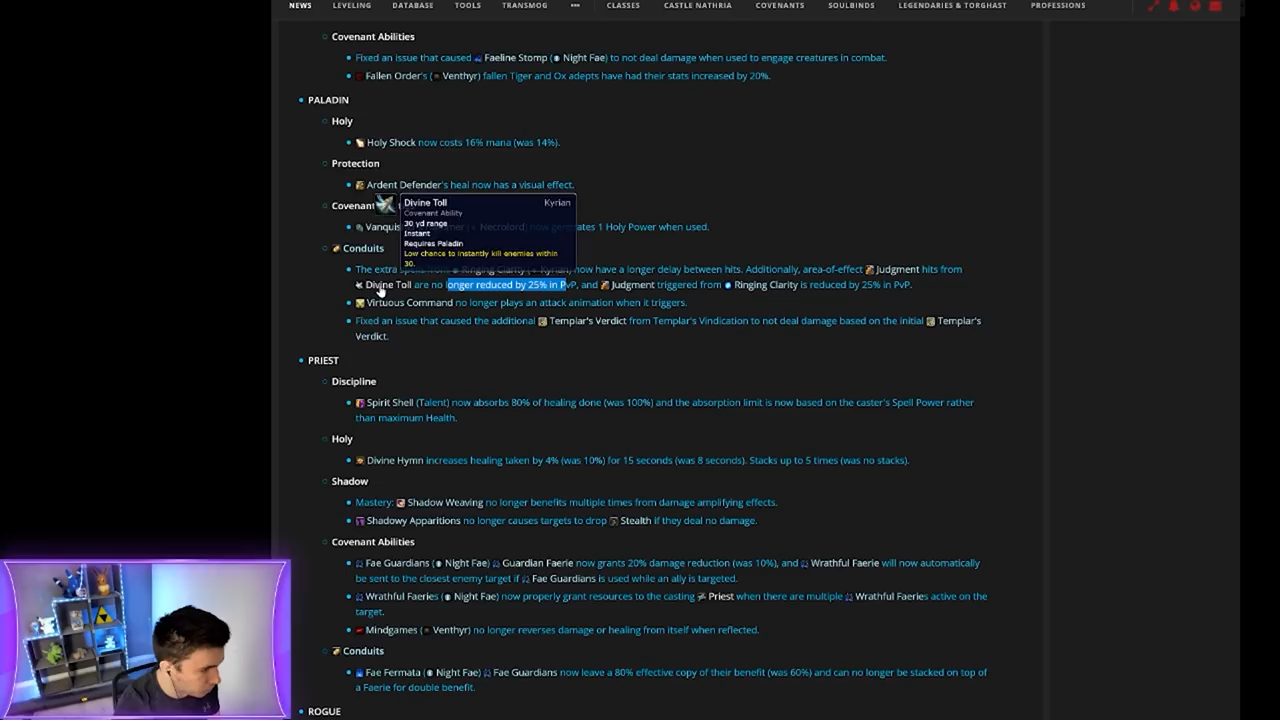 NEWS LEVELING DATABASE TOOLS TRANSMOG ••• CLASSES CASTLE NATHRIA COVENANTS SOULBINDS LEGENDARIES & TORGHAST PROFESSIONS
Covenant Abilities
Fixed an issue that caused Faeline Stomp (Night Fae) to not deal damage when used to engage creatures in combat.
Fallen Order's (Venthyr) fallen Tiger and Ox adepts have had their stats increased by 20%.
PALADIN
Holy
Holy Shock now costs 16% mana (was 14%).
Protection
Ardent Defender's heal now has a visual effect.
Covenant
Divine Toll Kyrian
Covenant Ability
30 yd range
Instant
Requires Paladin
Low chance to instantly kill enemies within
30.
1 Holy Power when used.
Conduits
The extra Ringing Clarity (Kyrian) now have a longer delay between hits. Additionally, area-of-effect Judgment hits from
Divine Toll are no longer reduced by 25% in PvP, and Judgment triggered from Ringing Clarity is reduced by 25% in PvP.
Virtuous Command no longer plays an attack animation when it triggers.
Fixed an issue that caused the additional Templar's Verdict from Templar's Vindication to not deal damage based on the initial Templar's
Verdict.
PRIEST
Discipline
Spirit Shell (Talent) now absorbs 80% of healing done (was 100%) and the absorption limit is now based on the caster's Spell Power rather
than maximum Health.
Holy
Divine Hymn increases healing taken by 4% (was 10%) for 15 seconds (was 8 seconds). Stacks up to 5 times (was no stacks).
Shadow
Mastery: Shadow Weaving no longer benefits multiple times from damage amplifying effects.
Shadowy Apparitions no longer causes targets to drop Stealth if they deal no damage.
Covenant Abilities
Fae Guardians (Night Fae) Guardian Faerie now grants 20% damage reduction (was 10%), and Wrathful Faerie will now automatically
be sent to the closest enemy target if Fae Guardians is used while an ally is targeted.
Wrathful Faeries (Night Fae) now properly grant resources to the casting Priest when there are multiple Wrathful Faeries active on the
target.
Mindgames (Venthyr) no longer reverses damage or healing from itself when reflected.
Conduits
Fae Fermata (Night Fae) Fae Guardians now leave a 80% effective copy of their benefit (was 60%) and can no longer be stacked on top of
a Faerie for double benefit.
ROGUE